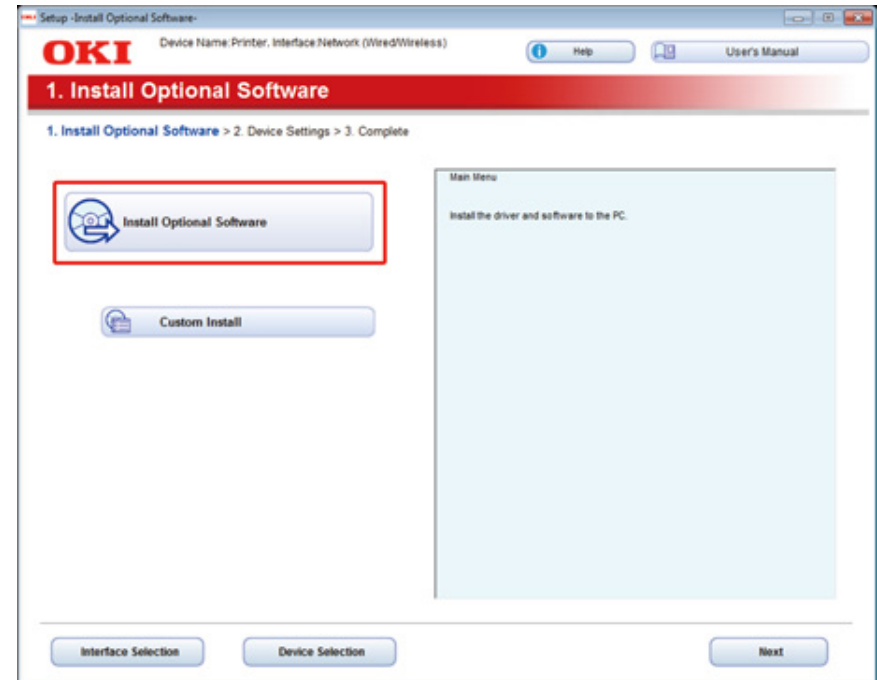 Setup -Install Optional Software-
OKI
Device Name:Printer, Interface:Network (Wired/Wireless)
Help
User's Manual
1. Install Optional Software
1. Install Optional Software > 2. Device Settings > 3. Complete
Main Menu
Install Optional Software
Install the driver and software to the PC.
Custom Install
Interface Selection
Device Selection
Next